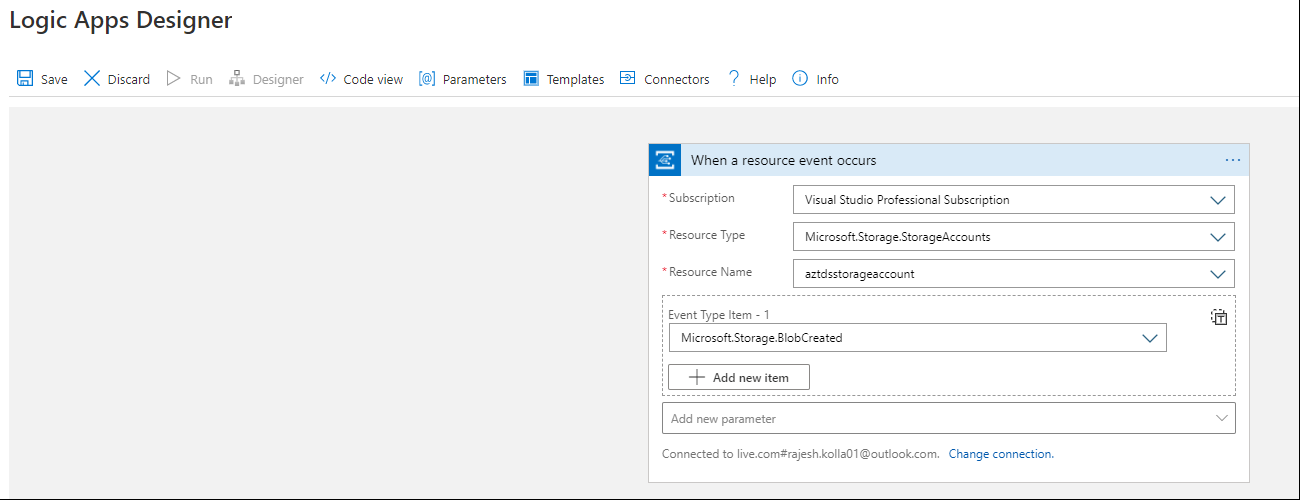 Logic Apps Designer
Save Discard Run Designer </> Code view [@] Parameters Templates Connectors ? Help Info
When a resource event occurs ...
* Subscription Visual Studio Professional Subscription
* Resource Type Microsoft.Storage.StorageAccounts
* Resource Name aztdsstorageaccount
Event Type Item - 1
Microsoft.Storage.BlobCreated
+ Add new item
Add new parameter
Connected to live.com#rajesh.kolla01@outlook.com. Change connection.